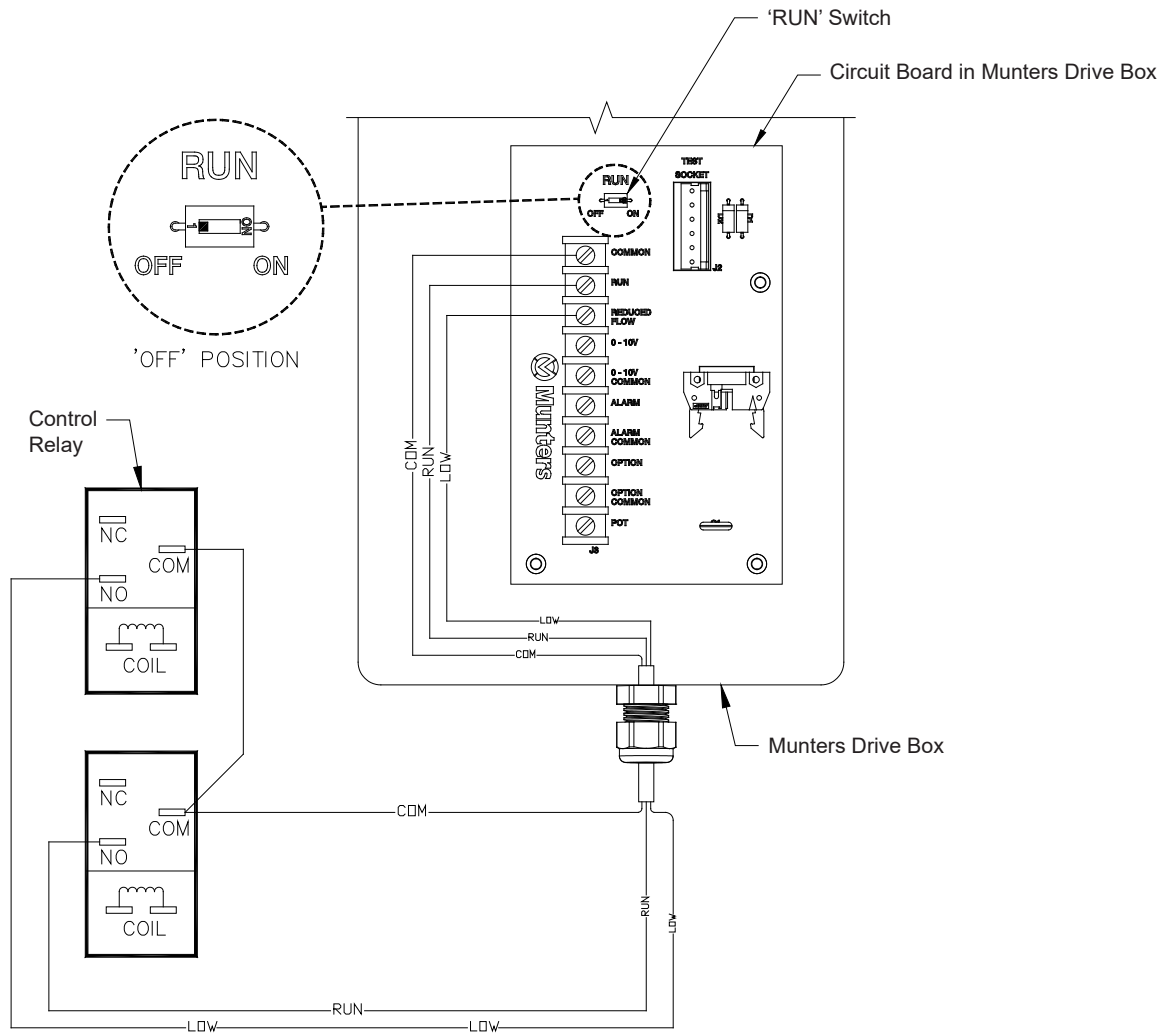 'RUN' Switch
Circuit Board in Munters Drive Box
RUN
OFF
ON
1
NO
'OFF' POSITION
RUN
OFF
ON
TEST
SOCKET
J2
COMMON
RUN
REDUCED
FLOW
0 - 10V
0 - 10V
COMMON
ALARM
ALARM
COMMON
OPTION
OPTION
COMMON
POT
J3
Munters
COM
RUN
LOW
Control
Relay
NC
COM
NO
COIL
LOW
RUN
COM
Munters Drive Box
NC
COM
NO
COIL
COM
RUN
LOW
RUN
LOW
LOW